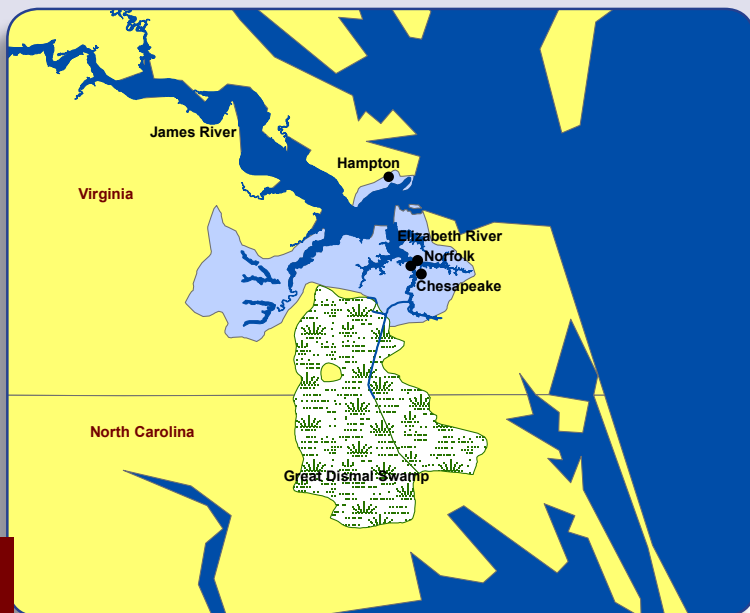 James River
Hampton
Virginia
Elizabeth River
Norfolk
Chesapeake
North Carolina
Great Dismal Swamp